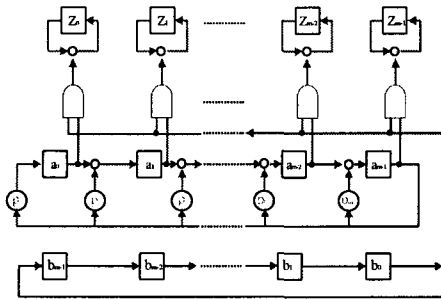 Z₀ Z₁ Zₘ₋₂ Zₘ₋₁
a₀ a₁ aₘ₋₂ aₘ₋₁
bₘ₋₁ bₘ₋₂ b₁ b₀